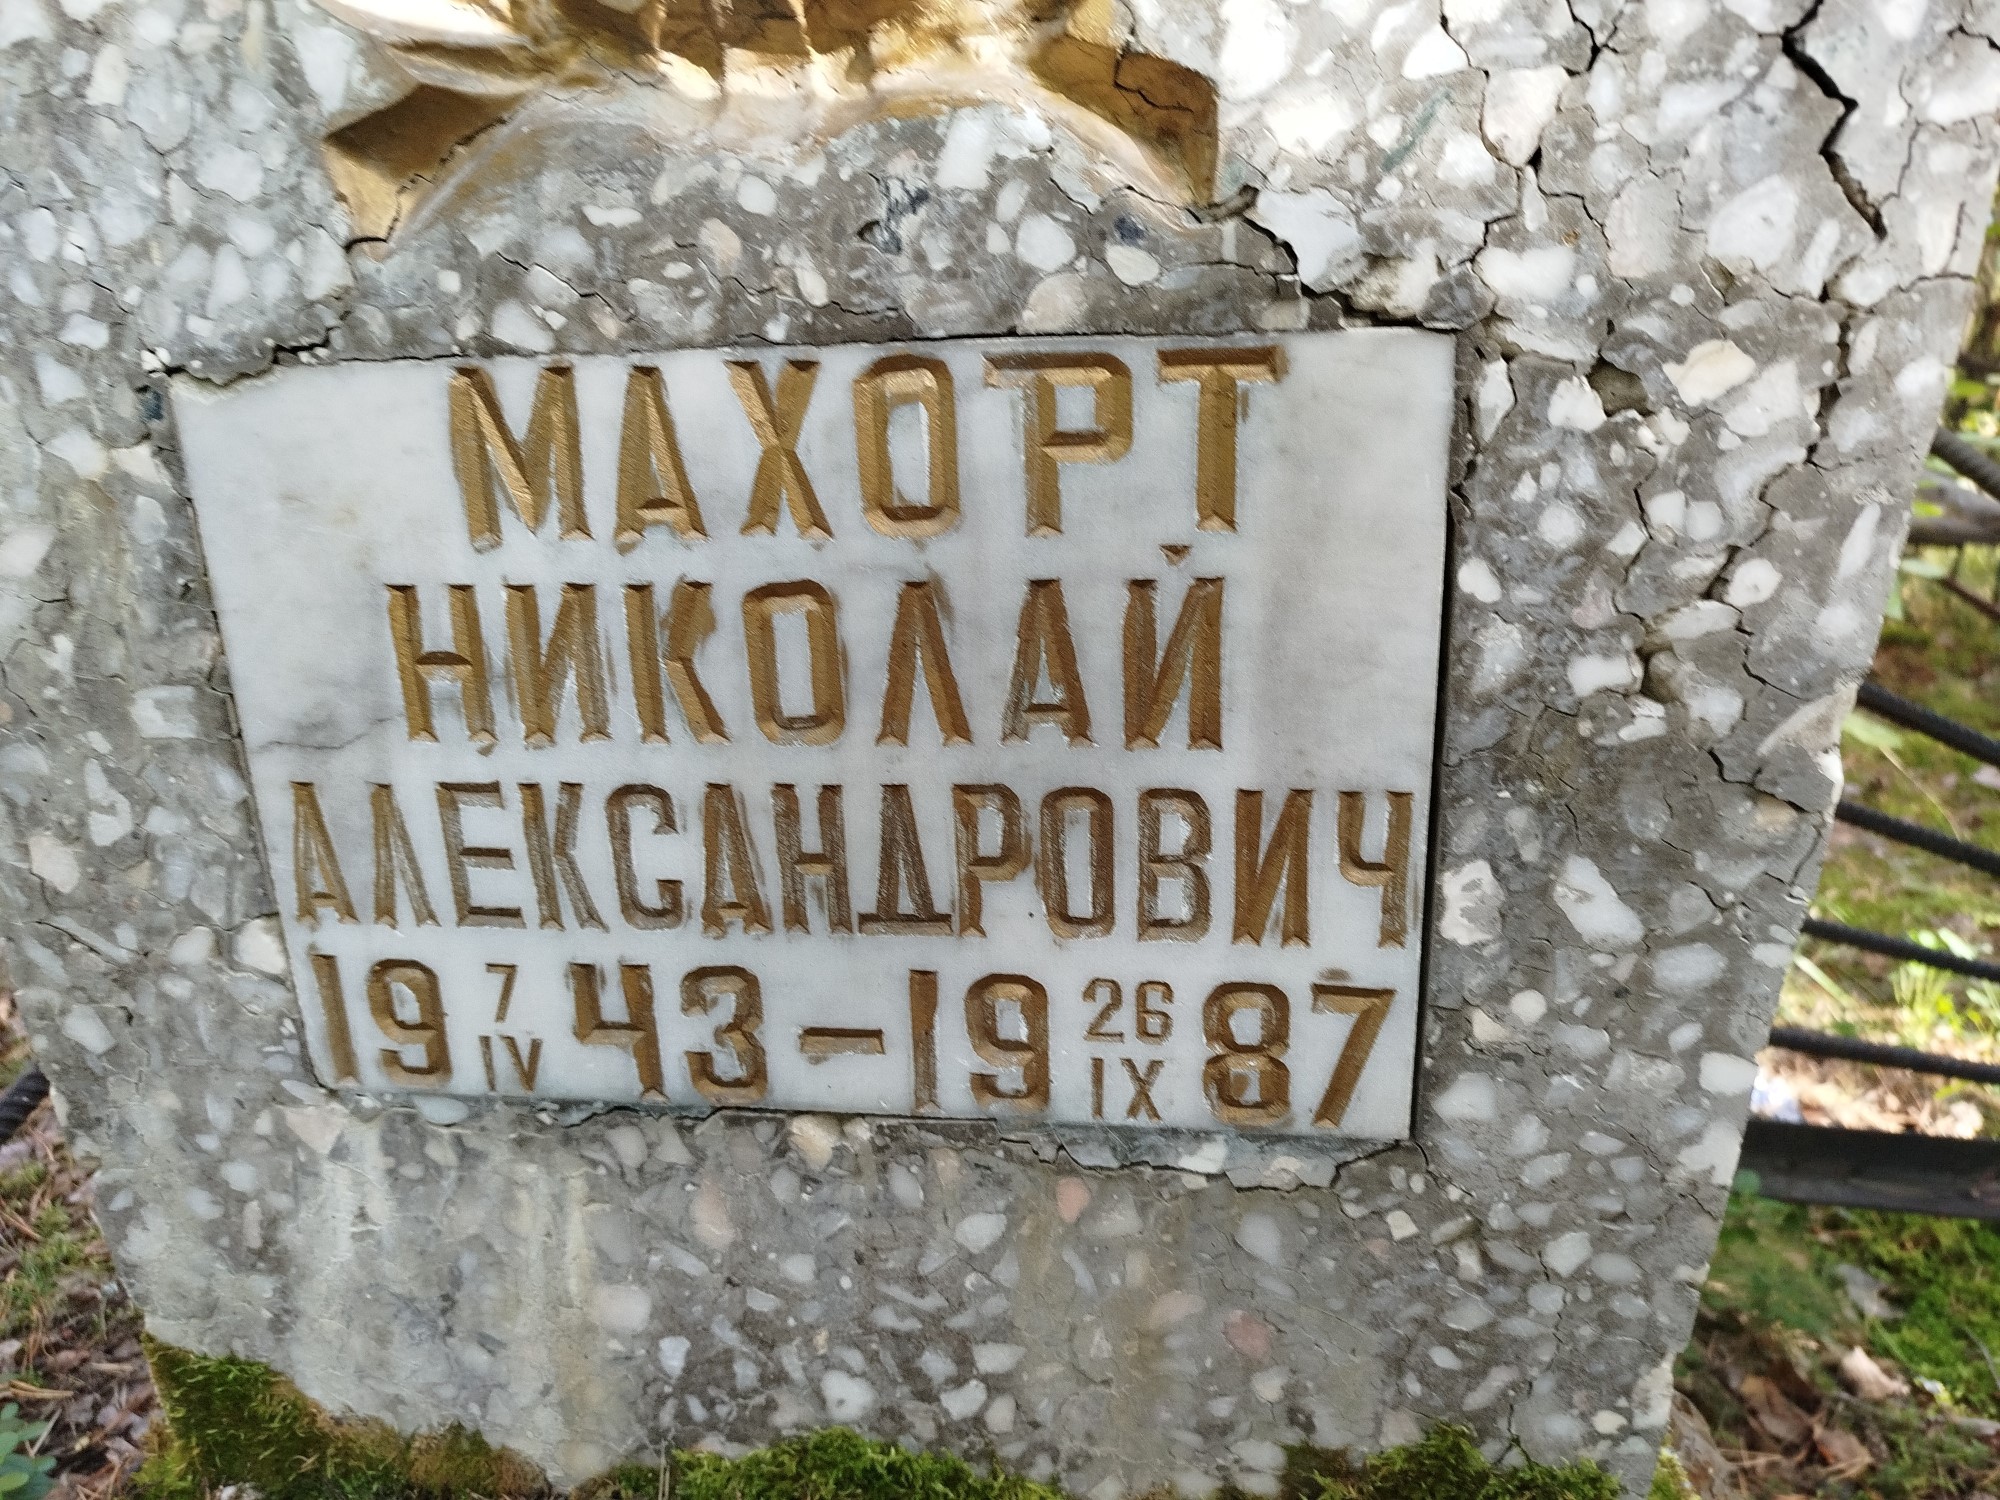 МАХОРТ
НИКОЛАЙ
АЛЕКСАНДРОВИЧ
19 7/IV 43 – 19 26/IX 87